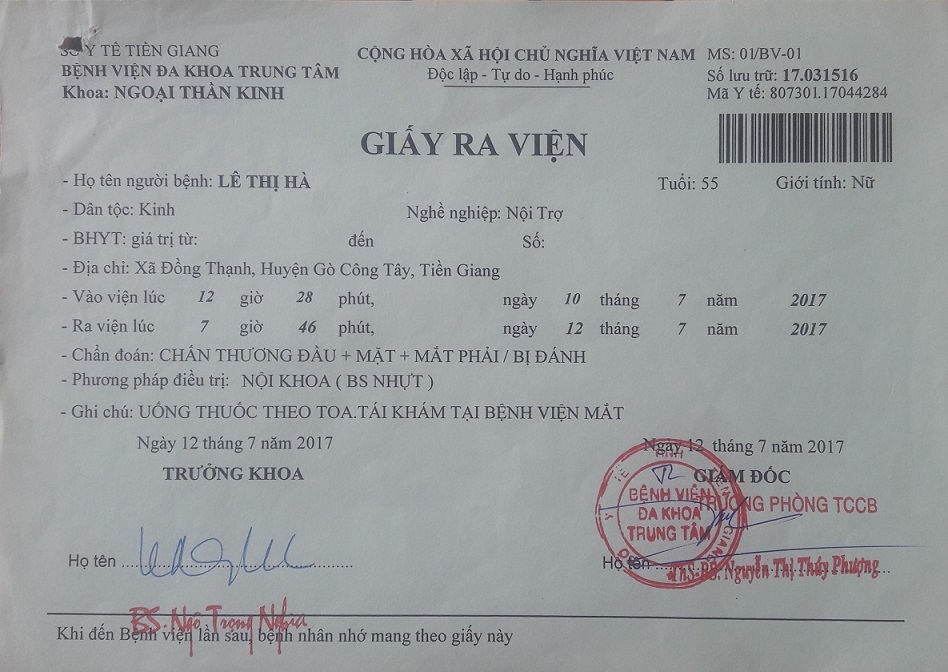 SỞ Y TẾ TIỀN GIANG
BỆNH VIỆN ĐA KHOA TRUNG TÂM
Khoa: NGOẠI THẦN KINH
CỘNG HÒA XÃ HỘI CHỦ NGHĨA VIỆT NAM
Độc lập - Tự do - Hạnh phúc
MS: 01/BV-01
Số lưu trữ: 17.031516
Mã Y tế: 807301.17044284
GIẤY RA VIỆN
- Họ tên người bệnh: LÊ THỊ HÀ Tuổi: 55 Giới tính: Nữ
- Dân tộc: Kinh Nghề nghiệp: Nội Trợ
- BHYT: giá trị từ: đến Số:
- Địa chỉ: Xã Đồng Thạnh, Huyện Gò Công Tây, Tiền Giang
- Vào viện lúc 12 giờ 28 phút, ngày 10 tháng 7 năm 2017
- Ra viện lúc 7 giờ 46 phút, ngày 12 tháng 7 năm 2017
- Chẩn đoán: CHẤN THƯƠNG ĐẦU + MẶT + MẮT PHẢI / BỊ ĐÁNH
- Phương pháp điều trị: NỘI KHOA ( BS NHỰT )
- Ghi chú: UỐNG THUỐC THEO TOA.TÁI KHÁM TẠI BỆNH VIỆN MẮT
Ngày 12 tháng 7 năm 2017
TRƯỞNG KHOA
Ngày 12 tháng 7 năm 2017
GIÁM ĐỐC
TRƯỞNG PHÒNG TCCB
BỆNH VIỆN
ĐA KHOA
TRUNG TÂM
Họ tên
Họ tên
ThS-BS. Nguyễn Thị Thúy Phượng
BS. Ngô Trọng Nghĩa
Khi đến Bệnh viện lần sau, bệnh nhân nhớ mang theo giấy này